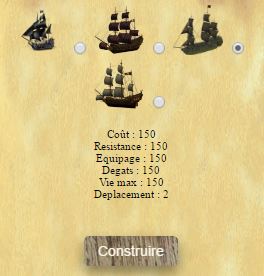 Coût : 150
Resistance : 150
Equipage : 150
Degats : 150
Vie max : 150
Deplacement : 2
Construire